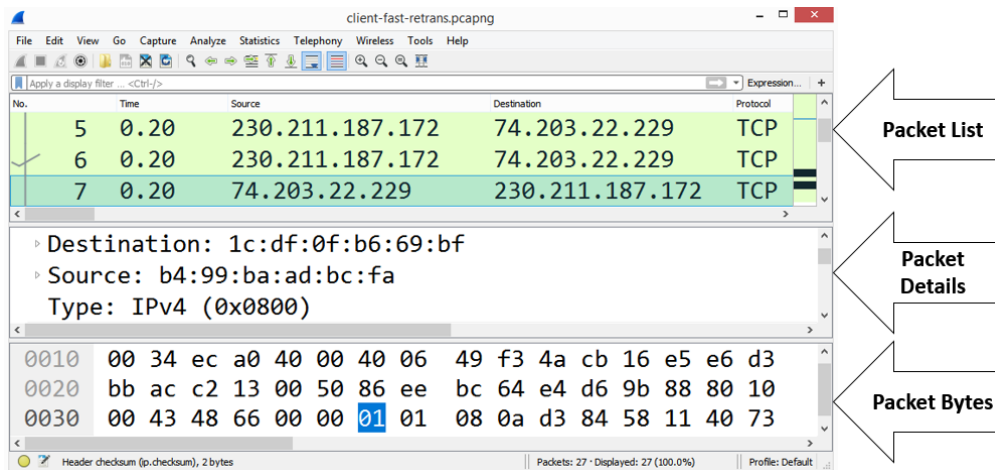 client-fast-retrans.pcapng
File Edit View Go Capture Analyze Statistics Telephony Wireless Tools Help
Apply a display filter ... <Ctrl-/> Expression... +
No. Time Source Destination Protocol
5 0.20 230.211.187.172 74.203.22.229 TCP
6 0.20 230.211.187.172 74.203.22.229 TCP
7 0.20 74.203.22.229 230.211.187.172 TCP
Packet List
Destination: 1c:df:0f:b6:69:bf
Source: b4:99:ba:ad:bc:fa
Type: IPv4 (0x0800)
Packet
Details
0010 00 34 ec a0 40 00 40 06 49 f3 4a cb 16 e5 e6 d3
0020 bb ac c2 13 00 50 86 ee bc 64 e4 d6 9b 88 80 10
0030 00 43 48 66 00 00 01 01 08 0a d3 84 58 11 40 73
Packet Bytes
Header checksum (ip.checksum), 2 bytes Packets: 27 · Displayed: 27 (100.0%) Profile: Default